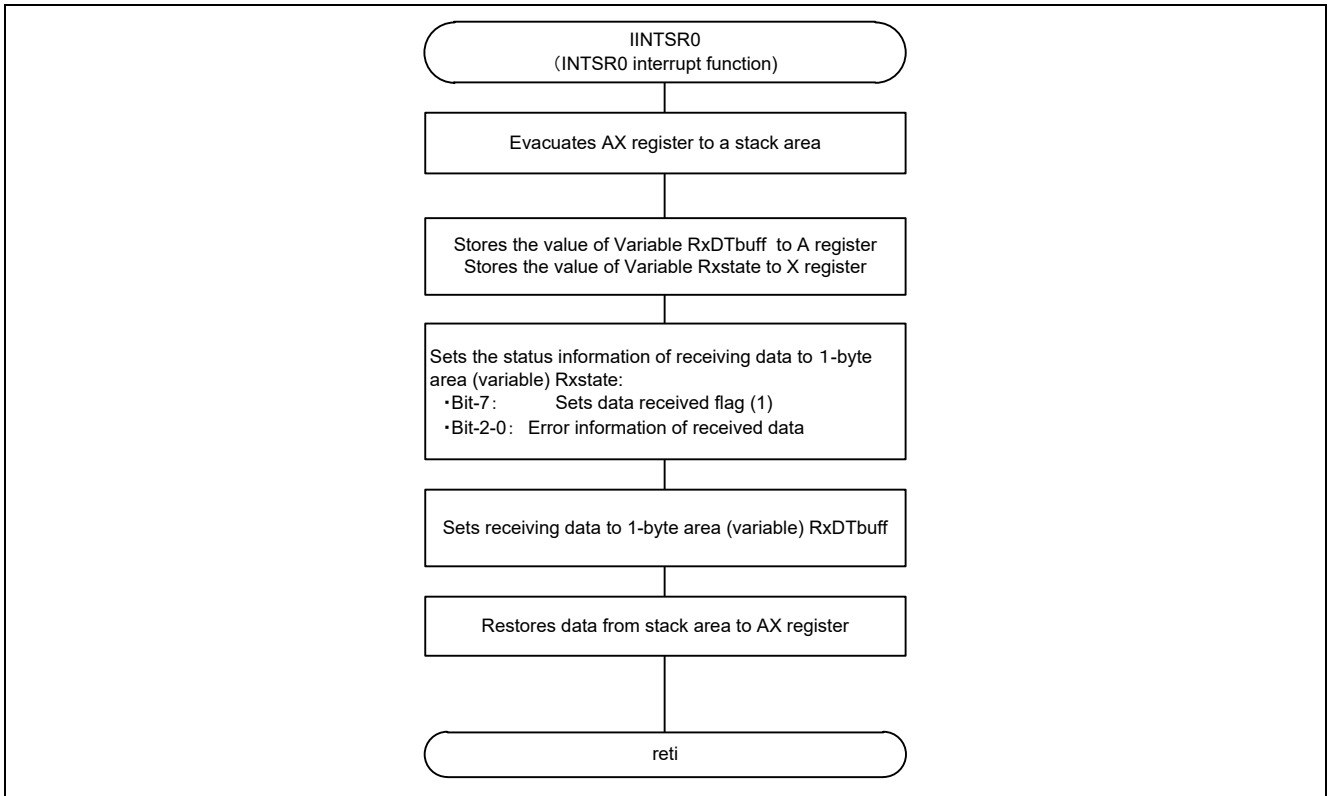 IINTSR0
（INTSR0 interrupt function)
Evacuates AX register to a stack area
Stores the value of Variable RxDTbuff to A register
Stores the value of Variable Rxstate to X register
Sets the status information of receiving data to １-byte
area (variable) Rxstate:
・Bit-7： Sets data received flag (1)
・Bit-2-0： Error information of received data
Sets receiving data to 1-byte area (variable) RxDTbuff
Restores data from stack area to AX register
reti